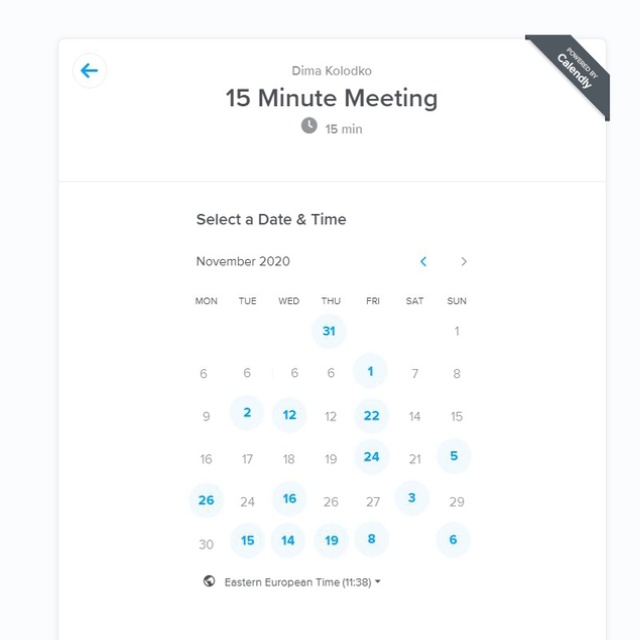 POWERED BY
Calendly
Dima Kolodko
15 Minute Meeting
15 min
Select a Date & Time
November 2020
MON TUE WED THU FRI SAT SUN
31 1
6 6 6 6 1 7 8
9 2 12 12 22 14 15
16 17 18 19 24 21 5
26 24 16 26 27 3 29
30 15 14 19 8 6
Eastern European Time (11:38)